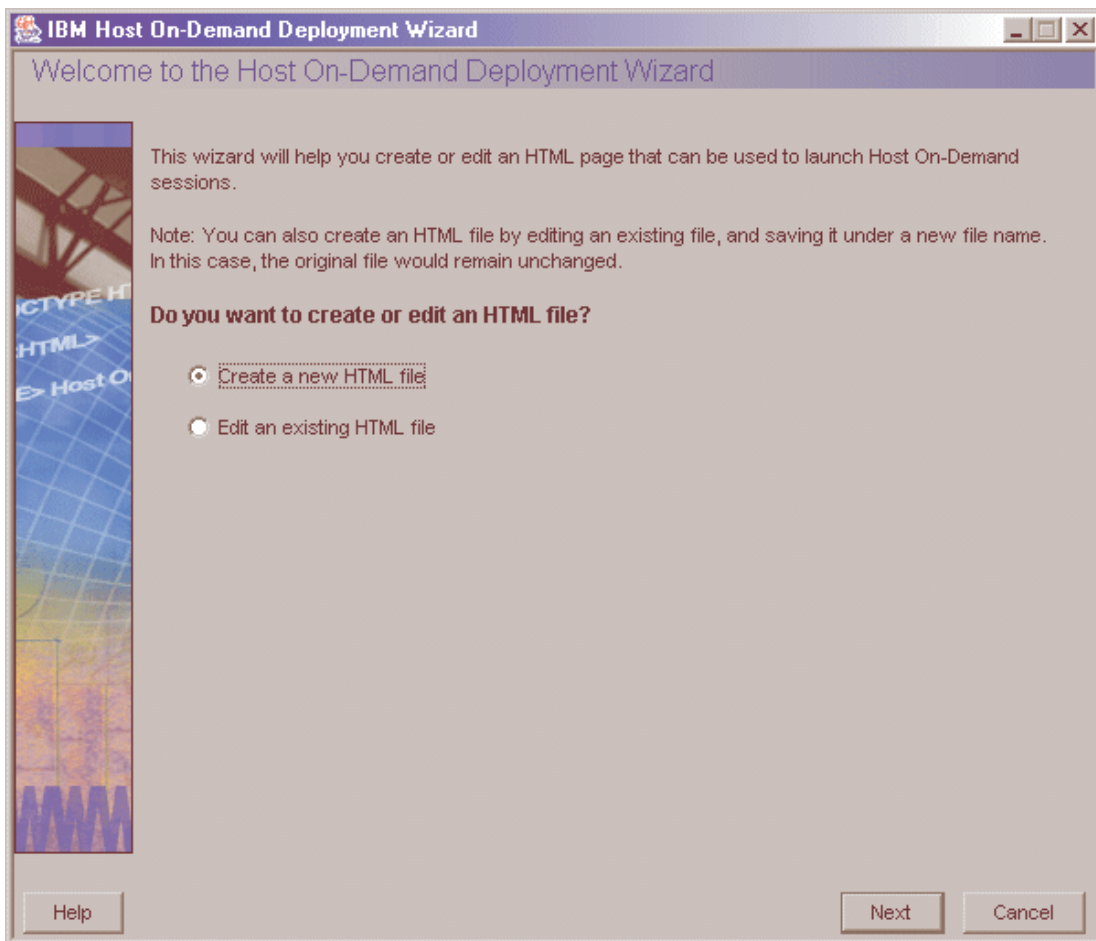 IBM Host On-Demand Deployment Wizard
Welcome to the Host On-Demand Deployment Wizard
This wizard will help you create or edit an HTML page that can be used to launch Host On-Demand
sessions.
Note: You can also create an HTML file by editing an existing file, and saving it under a new file name.
In this case, the original file would remain unchanged.
OCTYPE H
Do you want to create or edit an HTML file?
HTML>
Create a new HTML file
E> Host O
Edit an existing HTML file
Help
Next
Cancel